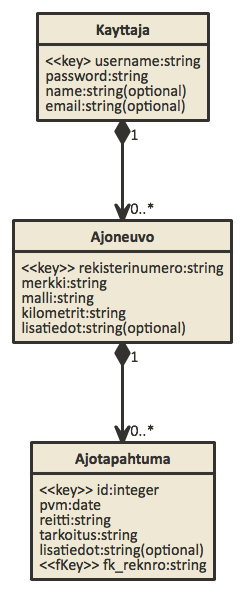 Kayttaja
<<key> username:string
password:string
name:string(optional)
email:string(optional)
1
0..*
Ajoneuvo
<<key>> rekisterinumero:string
merkki:string
malli:string
kilometrit:string
lisatiedot:string(optional)
1
0..*
Ajotapahtuma
<<key>> id:integer
pvm:date
reitti:string
tarkoitus:string
lisatiedot:string(optional)
<<fKey>> fk_reknro:string